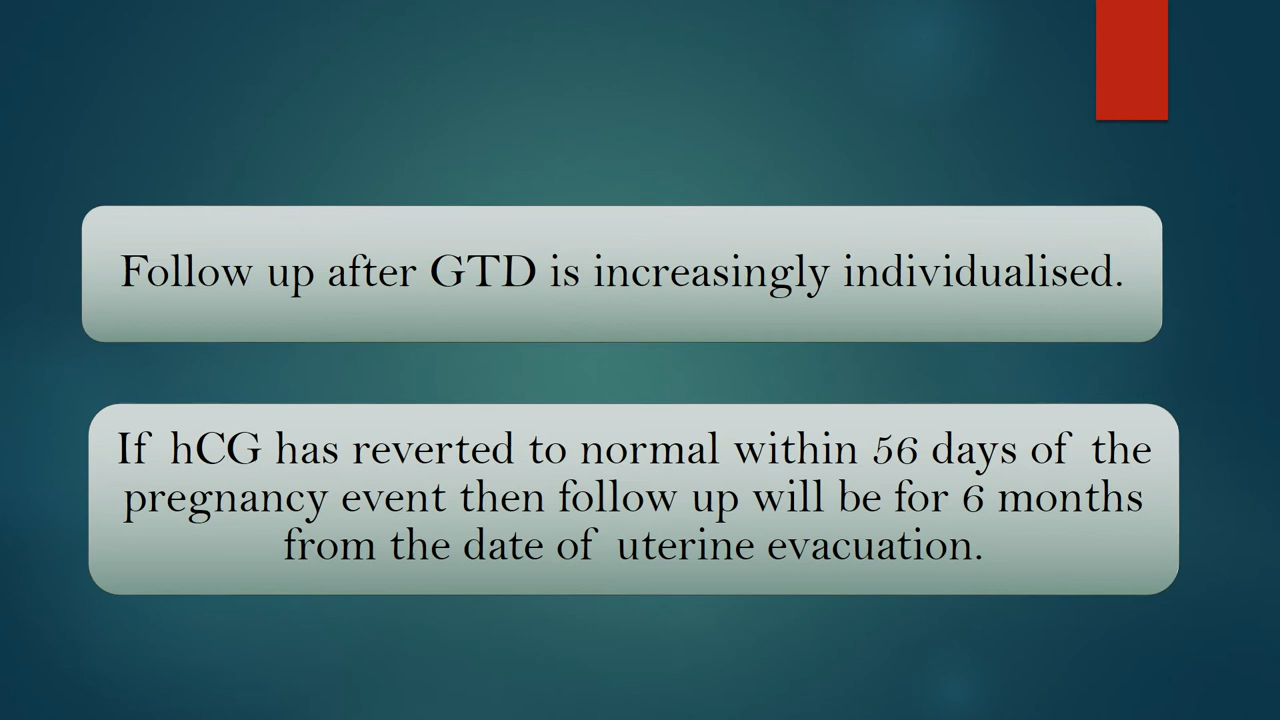 Follow up after GTD is increasingly individualised.
If hCG has reverted to normal within 56 days of the
pregnancy event then follow up will be for 6 months
from the date of uterine evacuation.